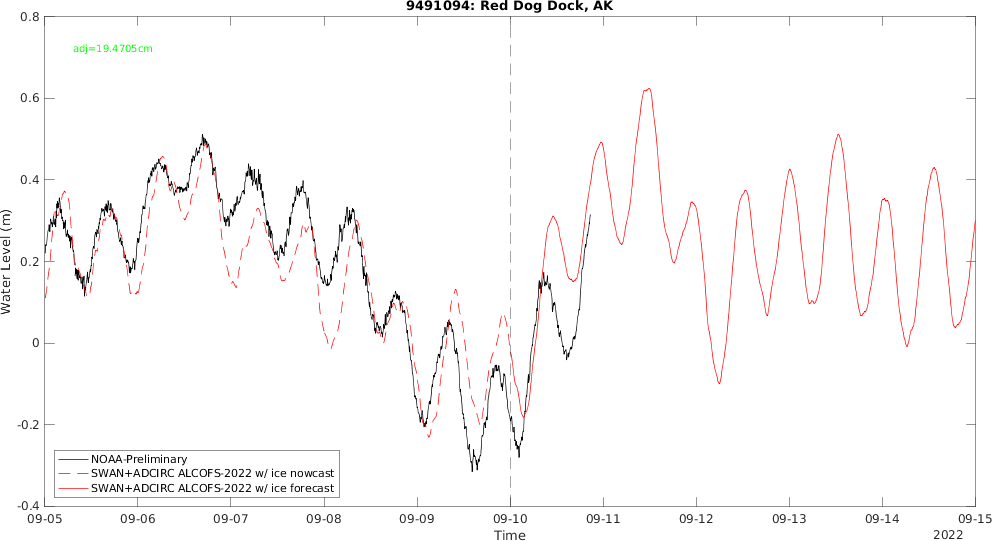 9491094: Red Dog Dock, AK
adj=19.4705cm
Water Level (m)
0.8
0.6
0.4
0.2
0
-0.2
-0.4
NOAA-Preliminary
SWAN+ADCIRC ALCOFS-2022 w/ ice nowcast
SWAN+ADCIRC ALCOFS-2022 w/ ice forecast
09-05 09-06 09-07 09-08 09-09 09-10 09-11 09-12 09-13 09-14 09-15
Time
2022